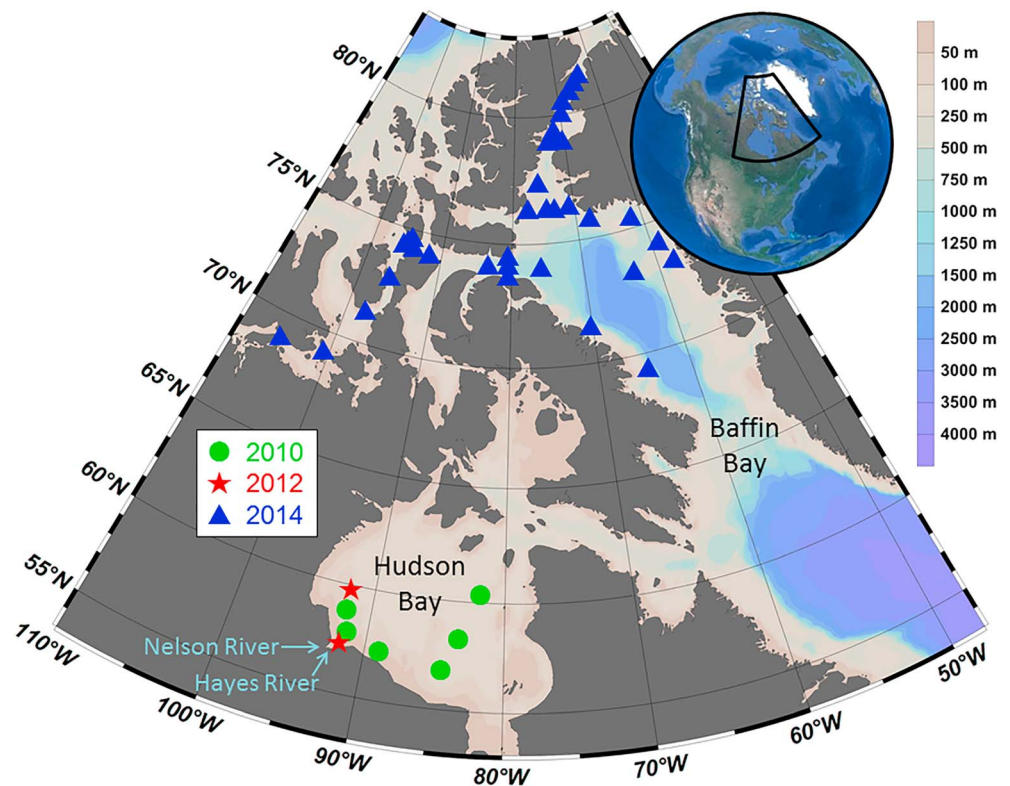 80°N
75°N
70°N
65°N
60°N
55°N
110°W
100°W
90°W
80°W
70°W
60°W
50°W
50 m
100 m
250 m
500 m
750 m
1000 m
1250 m
1500 m
2000 m
2500 m
3000 m
3500 m
4000 m
2010
2012
2014
Baffin
Bay
Hudson
Bay
Nelson River
Hayes River